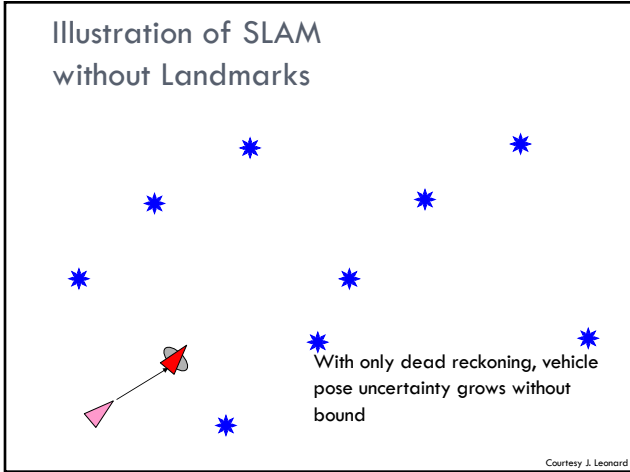 Illustration of SLAM
without Landmarks
With only dead reckoning, vehicle
pose uncertainty grows without
bound
Courtesy J. Leonard